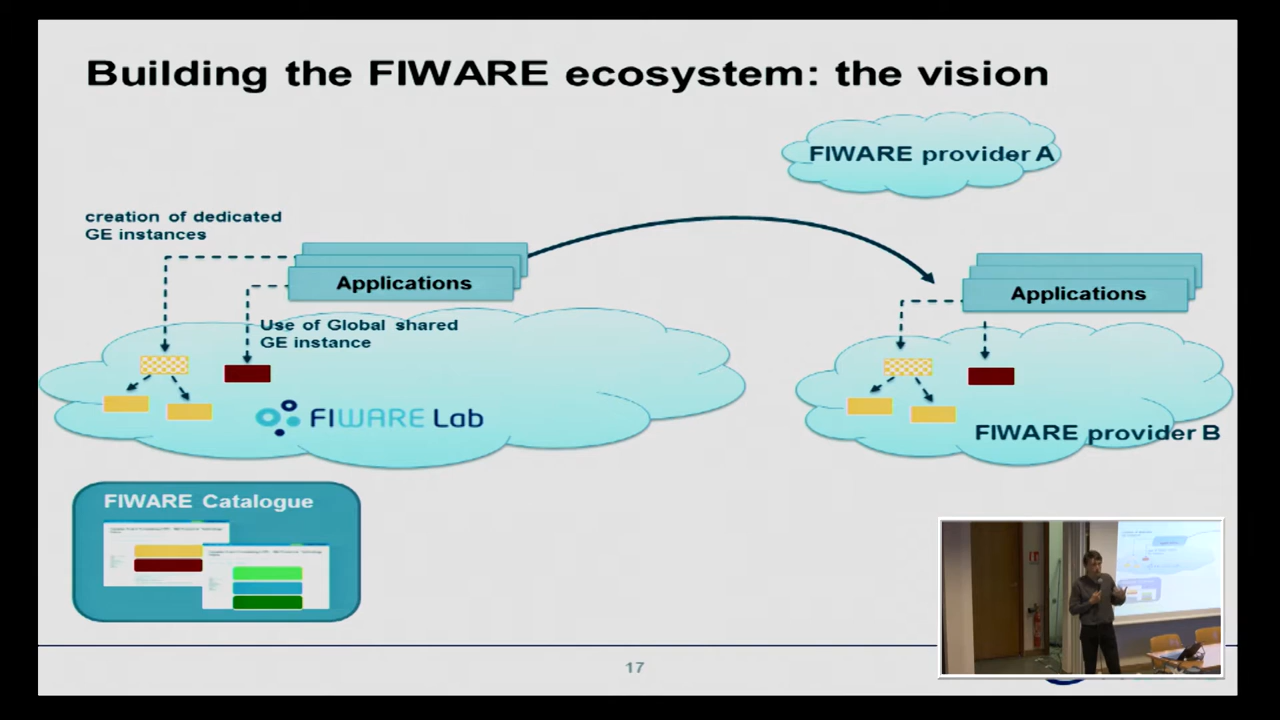 Building the FIWARE ecosystem: the vision
FIWARE provider A
creation of dedicated
GE instances
Applications
Applications
Use of Global shared
GE instance
FIWARE Lab
FIWARE provider B
FIWARE Catalogue
17